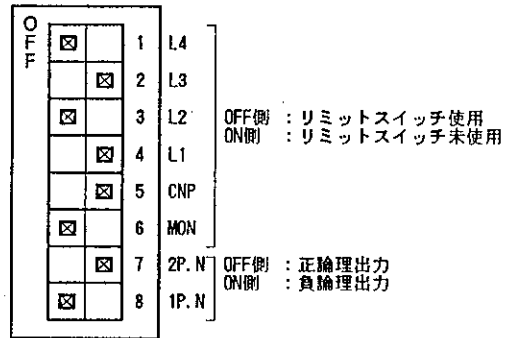 OFF
1 L4
2 L3
3 L2
4 L1
5 CNP
6 MON
7 2P.N
8 1P.N
OFF側 : リミットスイッチ使用
ON側 : リミットスイッチ未使用
OFF側 : 正論理出力
ON側 : 負論理出力